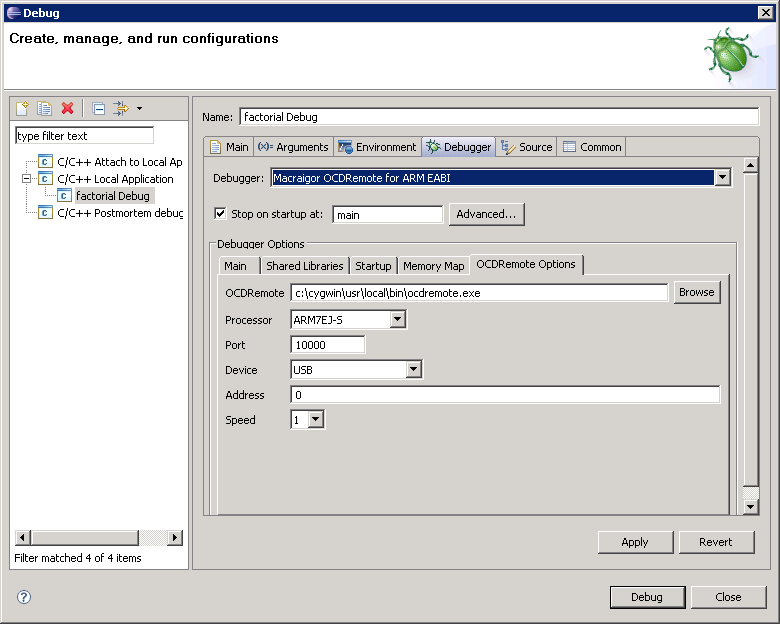 Debug
Create, manage, and run configurations
type filter text
C/C++ Attach to Local Ap
C/C++ Local Application
factorial Debug
C/C++ Postmortem debug
Filter matched 4 of 4 items
Name: factorial Debug
Main (x)= Arguments Environment Debugger Source Common
Debugger: Macraigor OCDRemote for ARM EABI
Stop on startup at: main Advanced...
Debugger Options
Main Shared Libraries Startup Memory Map OCDRemote Options
OCDRemote c:\cygwin\usr\local\bin\ocdremote.exe Browse
Processor ARM7EJ-S
Port 10000
Device USB
Address 0
Speed 1
Apply Revert
Debug Close